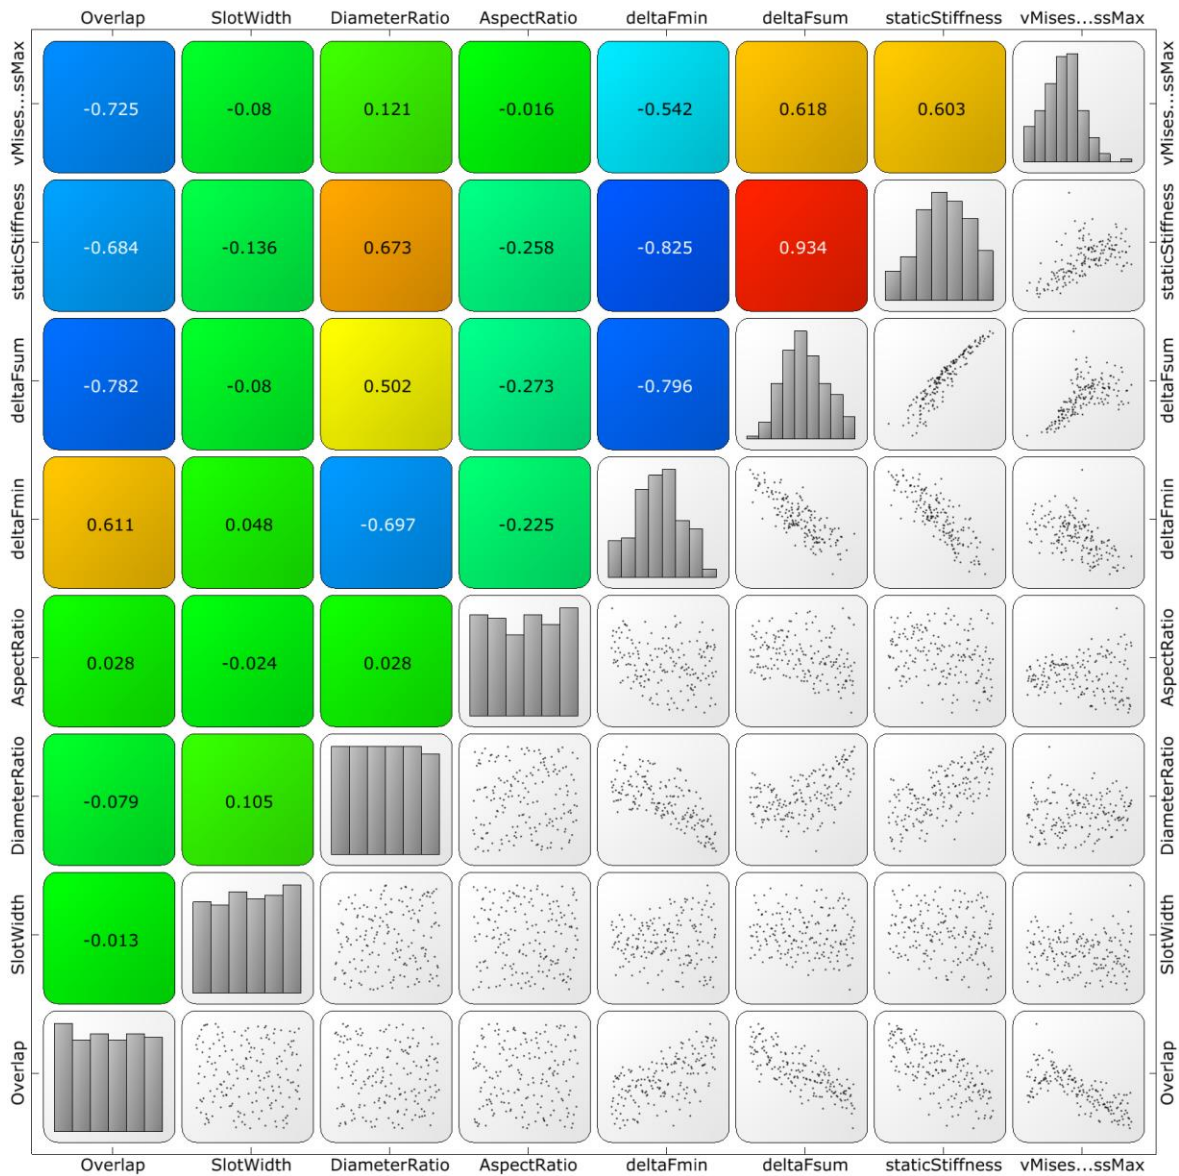 Overlap SlotWidth DiameterRatio AspectRatio deltaFmin deltaFsum staticStiffness vMises...ssMax
vMises...ssMax -0.725 -0.08 0.121 -0.016 -0.542 0.618 0.603 vMises...ssMax
staticStiffness -0.684 -0.136 0.673 -0.258 -0.825 0.934 staticStiffness
deltaFsum -0.782 -0.08 0.502 -0.273 -0.796 deltaFsum
deltaFmin 0.611 0.048 -0.697 -0.225 deltaFmin
AspectRatio 0.028 -0.024 0.028 AspectRatio
DiameterRatio -0.079 0.105 DiameterRatio
SlotWidth -0.013 SlotWidth
Overlap Overlap
Overlap SlotWidth DiameterRatio AspectRatio deltaFmin deltaFsum staticStiffness vMises...ssMax